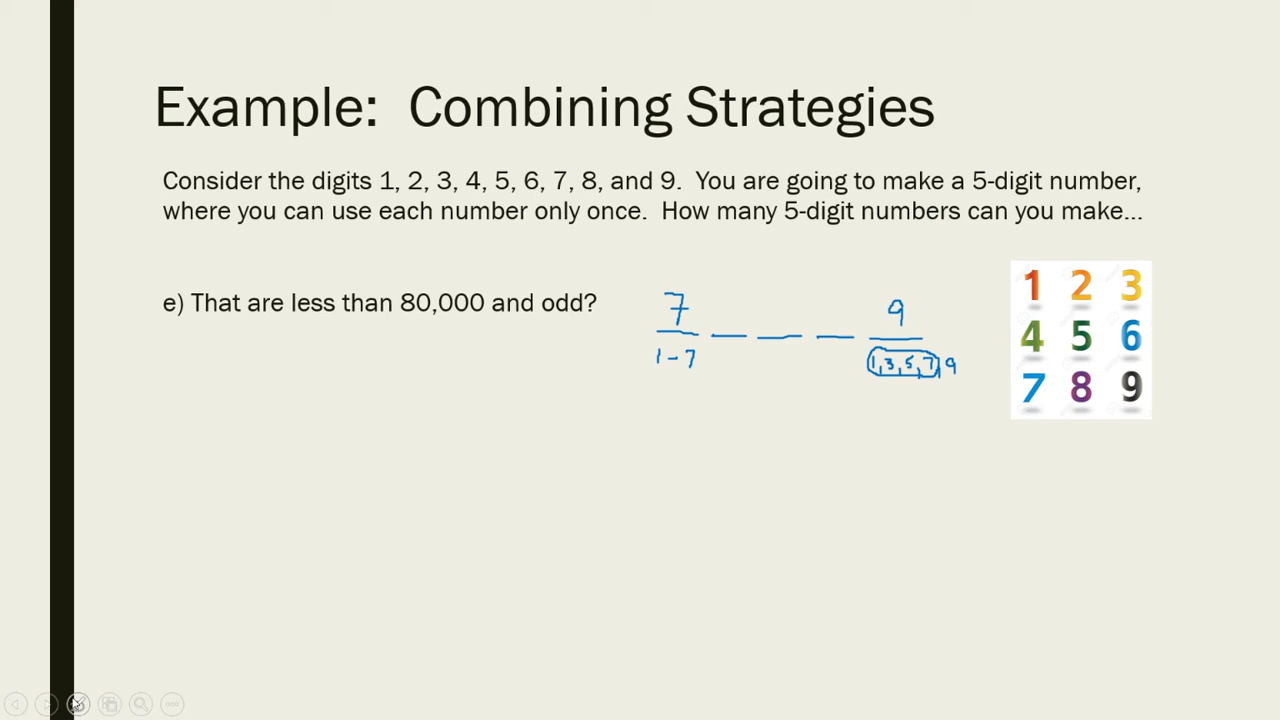 Example: Combining Strategies
Consider the digits 1, 2, 3, 4, 5, 6, 7, 8, and 9. You are going to make a 5-digit number,
where you can use each number only once. How many 5-digit numbers can you make...
e) That are less than 80,000 and odd?
7 9
1-7 1,3,5,7,9
1 2 3
4 5 6
7 8 9